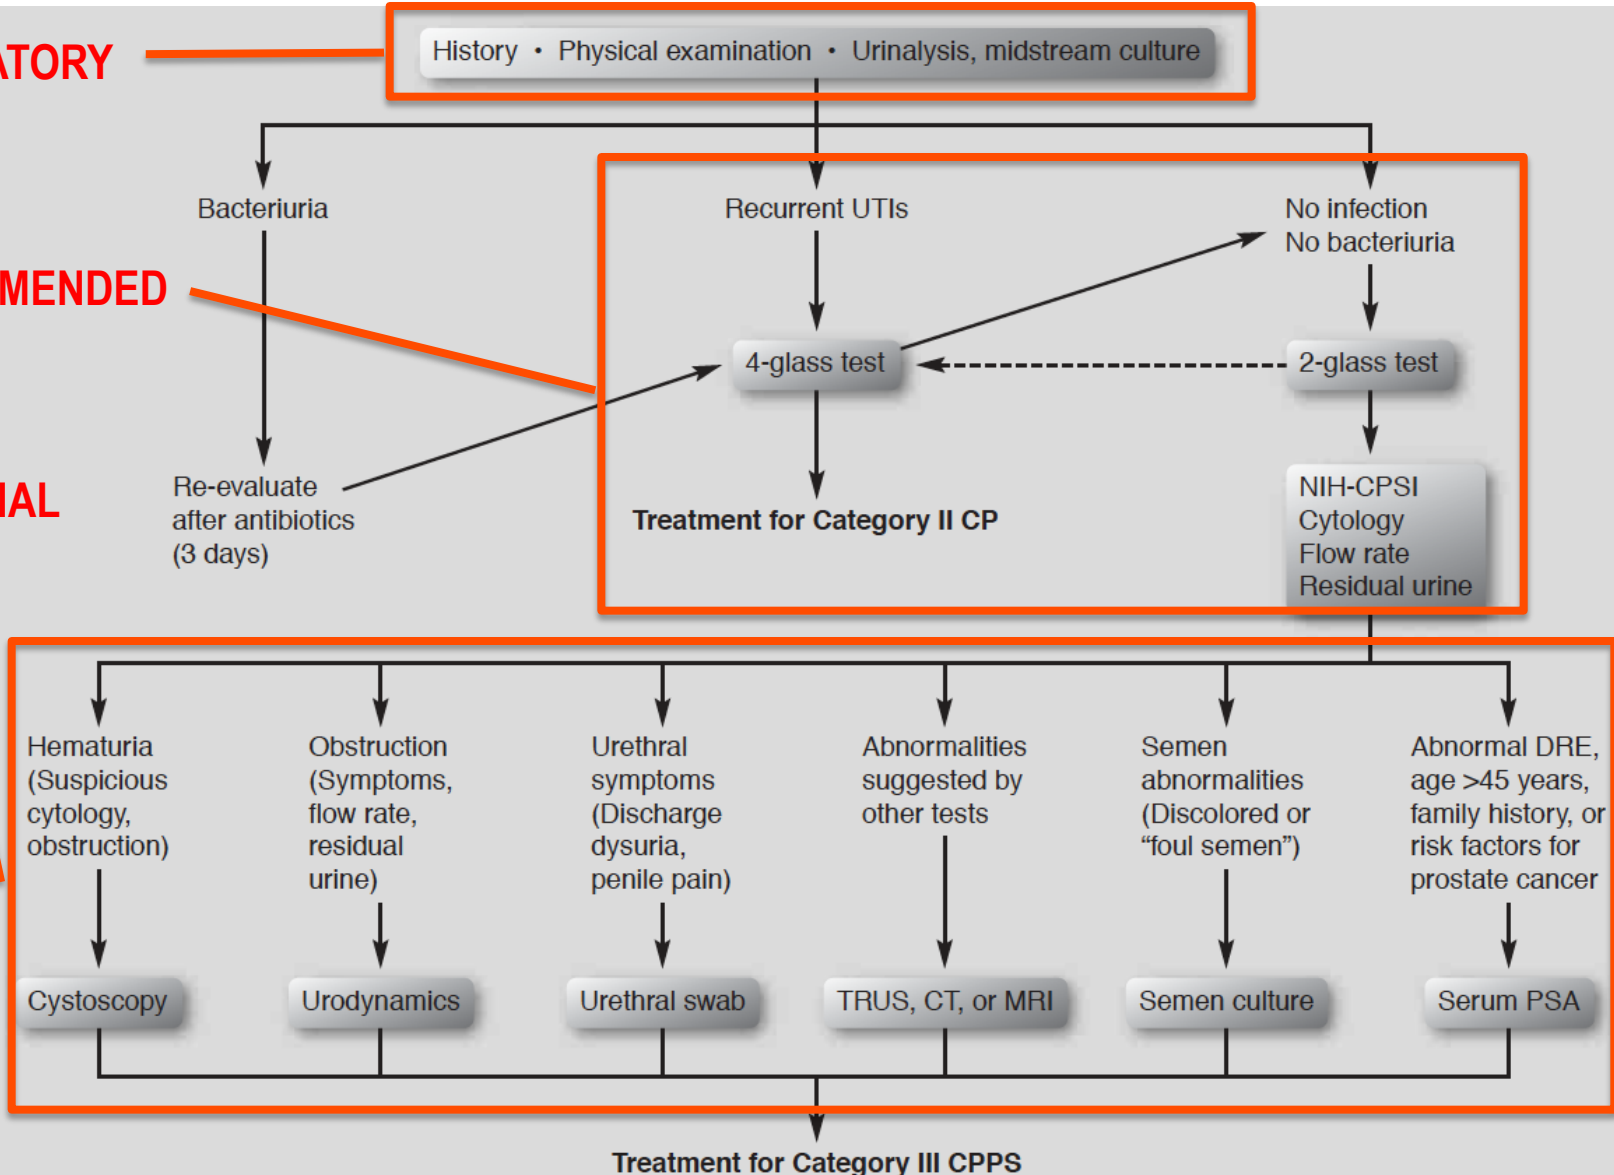 ATORY
History • Physical examination • Urinalysis, midstream culture
Bacteriuria
Recurrent UTIs
No infection
No bacteriuria
MENDED
4-glass test
2-glass test
NAL
Re-evaluate
after antibiotics
(3 days)
Treatment for Category II CP
NIH-CPSI
Cytology
Flow rate
Residual urine
Hematuria
(Suspicious
cytology,
obstruction)
Obstruction
(Symptoms,
flow rate,
residual
urine)
Urethral
symptoms
(Discharge
dysuria,
penile pain)
Abnormalities
suggested by
other tests
Semen
abnormalities
(Discolored or
“foul semen”)
Abnormal DRE,
age >45 years,
family history, or
risk factors for
prostate cancer
Cystoscopy
Urodynamics
Urethral swab
TRUS, CT, or MRI
Semen culture
Serum PSA
Treatment for Category III CPPS